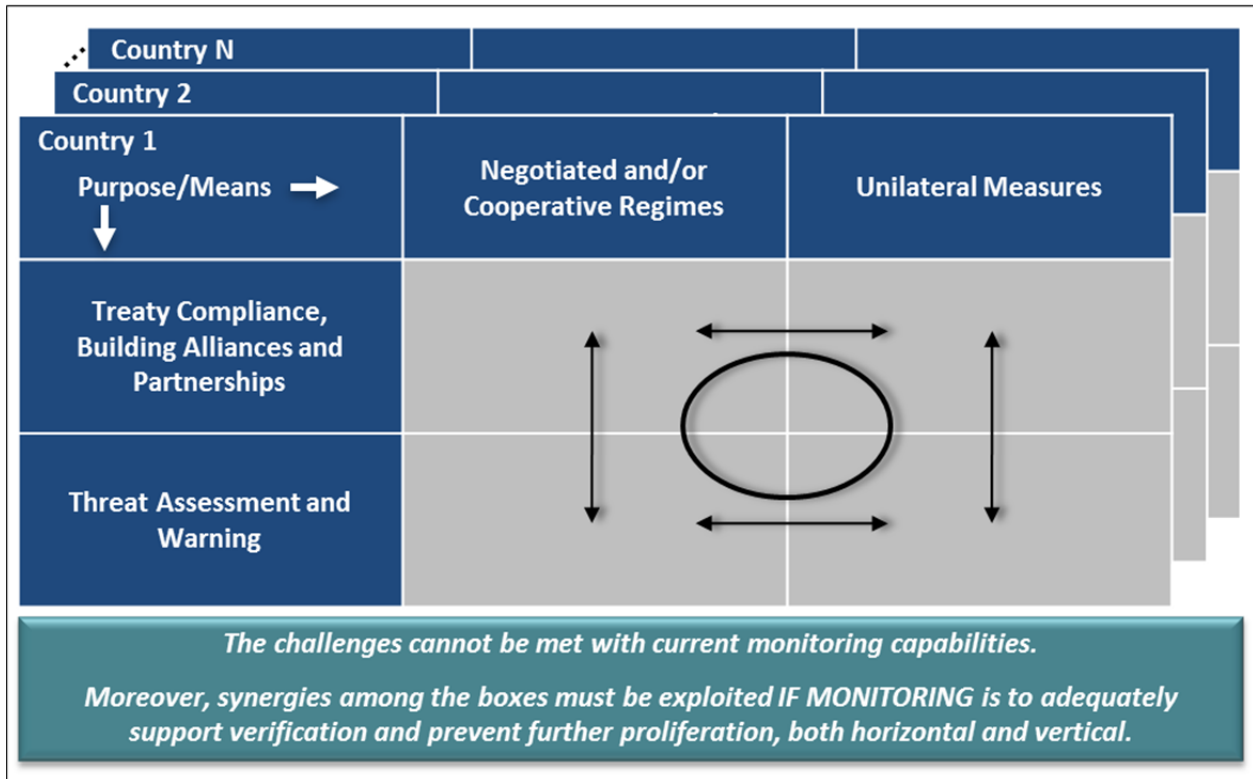 Country N
Country 2
Country 1
Purpose/Means
Negotiated and/or
Cooperative Regimes
Unilateral Measures
Treaty Compliance,
Building Alliances and
Partnerships
Threat Assessment and
Warning
The challenges cannot be met with current monitoring capabilities.
Moreover, synergies among the boxes must be exploited IF MONITORING is to adequately
support verification and prevent further proliferation, both horizontal and vertical.